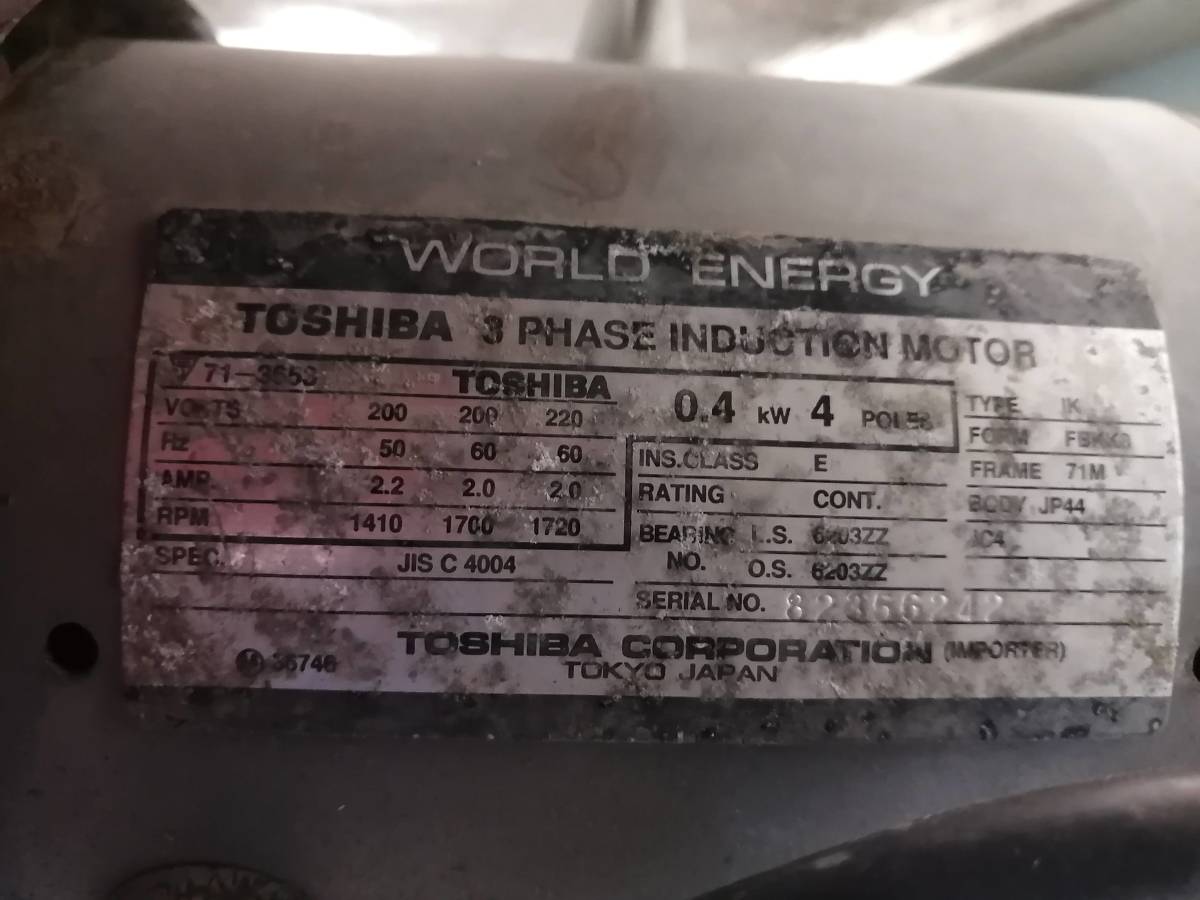 WORLD ENERGY
TOSHIBA 3 PHASE INDUCTION MOTOR
TOSHIBA
0.4 kW 4 POLES
VOLTS 200 200 220
Hz 50 60 60
AMP. 2.2 2.0 2.0
RPM 1410 1700 1720
SPEC. JIS C 4004
INS.CLASS E
RATING CONT.
BEARING L.S. 6203ZZ
NO. O.S. 6203ZZ
SERIAL NO. 82356242
TYPE IK
FORM
FRAME 71M
BODY JP44
JC4
TOSHIBA CORPORATION (IMPORTER)
TOKYO JAPAN